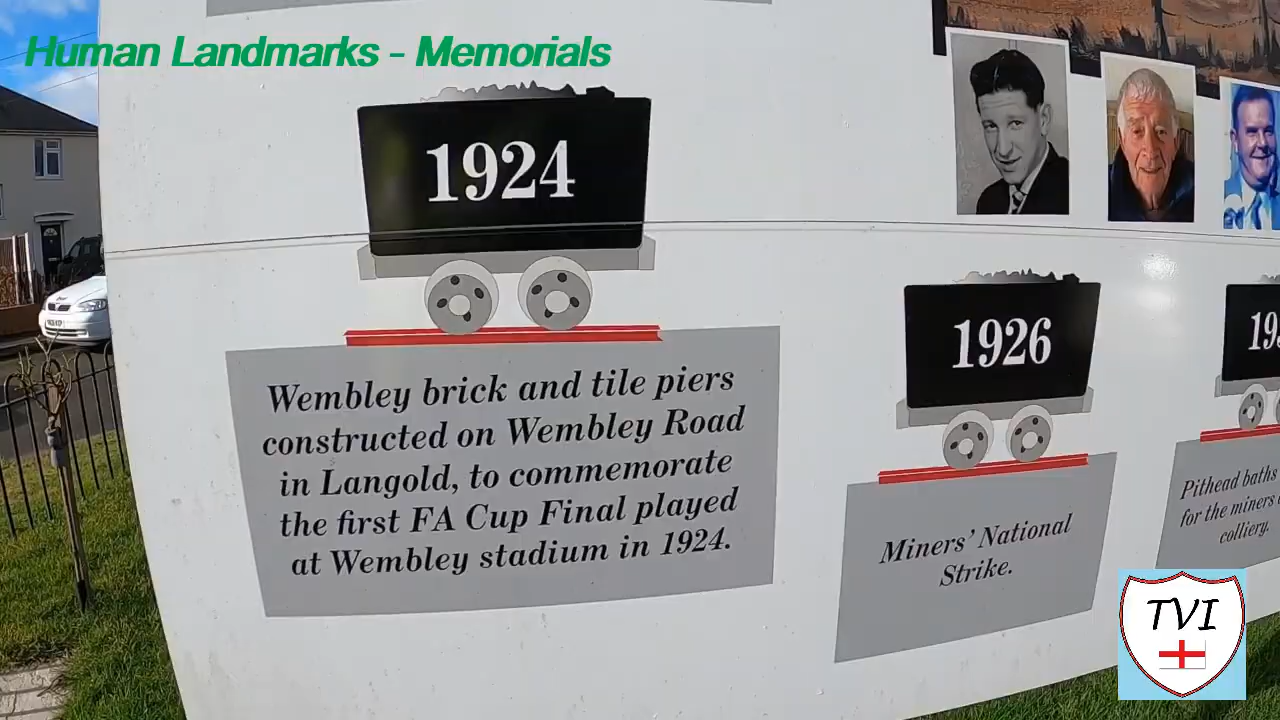 Human Landmarks - Memorials
1924
Wembley brick and tile piers
constructed on Wembley Road
in Langold, to commemorate
the first FA Cup Final played
at Wembley stadium in 1924.
1926
Miners' National
Strike.
Pithead baths
for the miners
colliery.
TVI